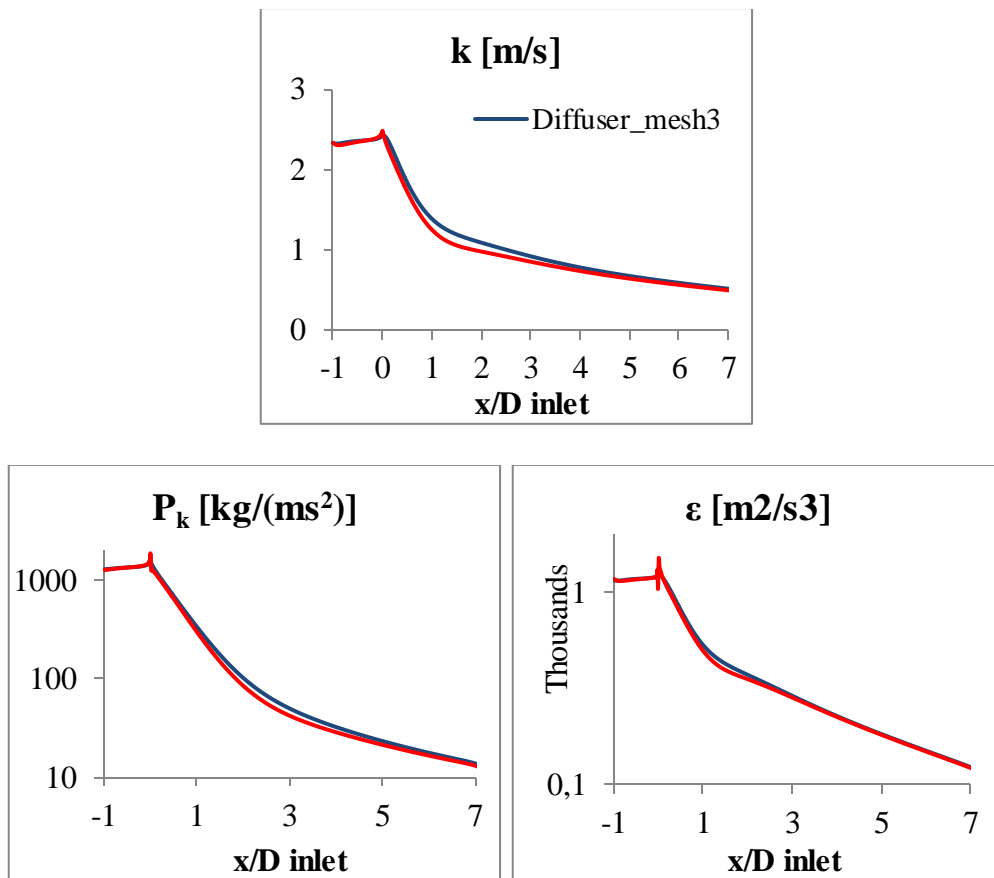 k [m/s]
3
Diffuser_mesh3
2
1
0
-1 0 1 2 3 4 5 6 7
x/D inlet
P_k [kg/(ms²)]
1000
100
10
-1 1 3 5 7
x/D inlet
ε [m2/s3]
Thousands
1
0,1
-1 1 3 5 7
x/D inlet